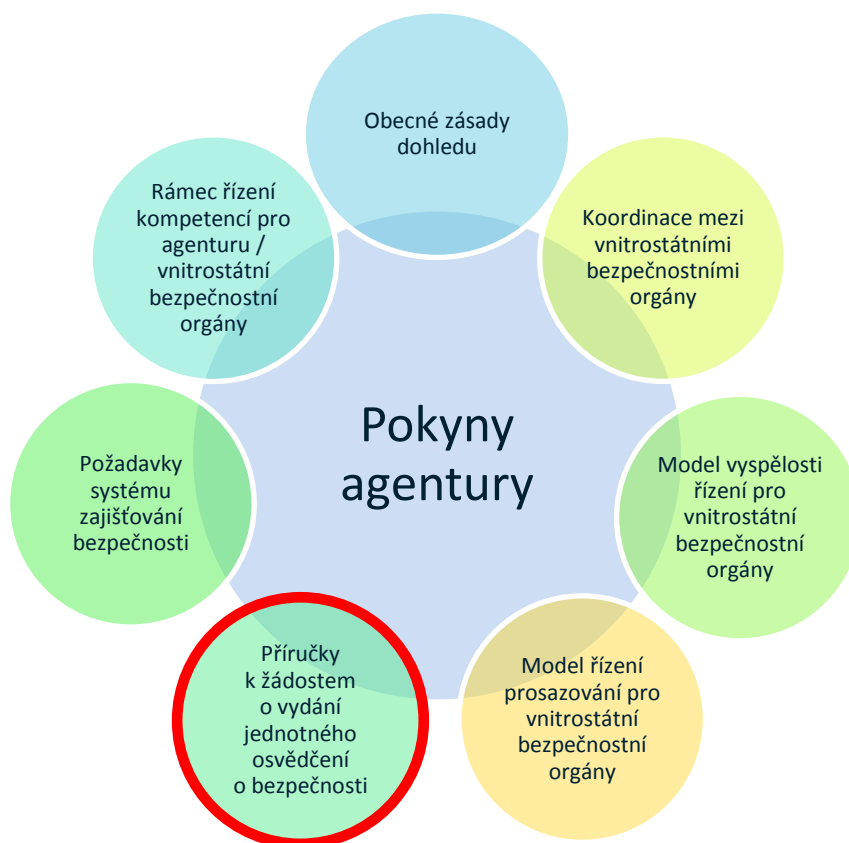 Obecné zásady
dohledu
Koordinace mezi
vnitrostátními
bezpečnostními
orgány
Model vyspělosti
řízení pro
vnitrostátní
bezpečnostní
orgány
Model řízení
prosazování pro
vnitrostátní
bezpečnostní
orgány
Příručky
k žádostem
o vydání
jednotného
osvědčení
o bezpečnosti
Požadavky
systému
zajišťování
bezpečnosti
Rámec řízení
kompetencí pro
agenturu /
vnitrostátní
bezpečnostní
orgány
Pokyny
agentury